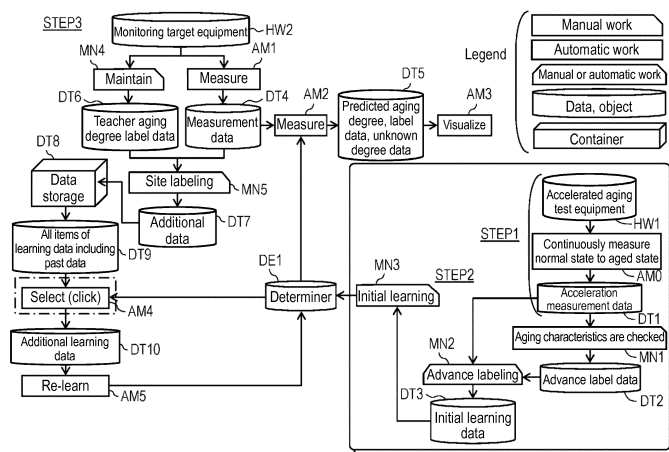 STEP3
Monitoring target equipment
HW2
MN4
AM1
Maintain
Measure
DT6
DT4
AM2
DT5
AM3
Teacher aging
degree label data
Measurement
data
Measure
Predicted aging
degree, label
data, unknown
degree data
Visualize
Legend
Manual work
Automatic work
Manual or automatic work
Data, object
Container
DT8
Data
storage
Site labeling
MN5
Additional
data
DT7
All items of
learning data including
past data
DT9
DE1
Determiner
Select (click)
AM4
Additional learning
data
DT10
Re-learn
AM5
MN3
Initial learning
STEP2
STEP1
Accelerated aging
test equipment
HW1
Continuously measure
normal state to aged state
AM0
Acceleration
measurement data
DT1
Aging characteristics are checked
MN1
MN2
Advance labeling
Advance label data
DT2
DT3
Initial learning
data